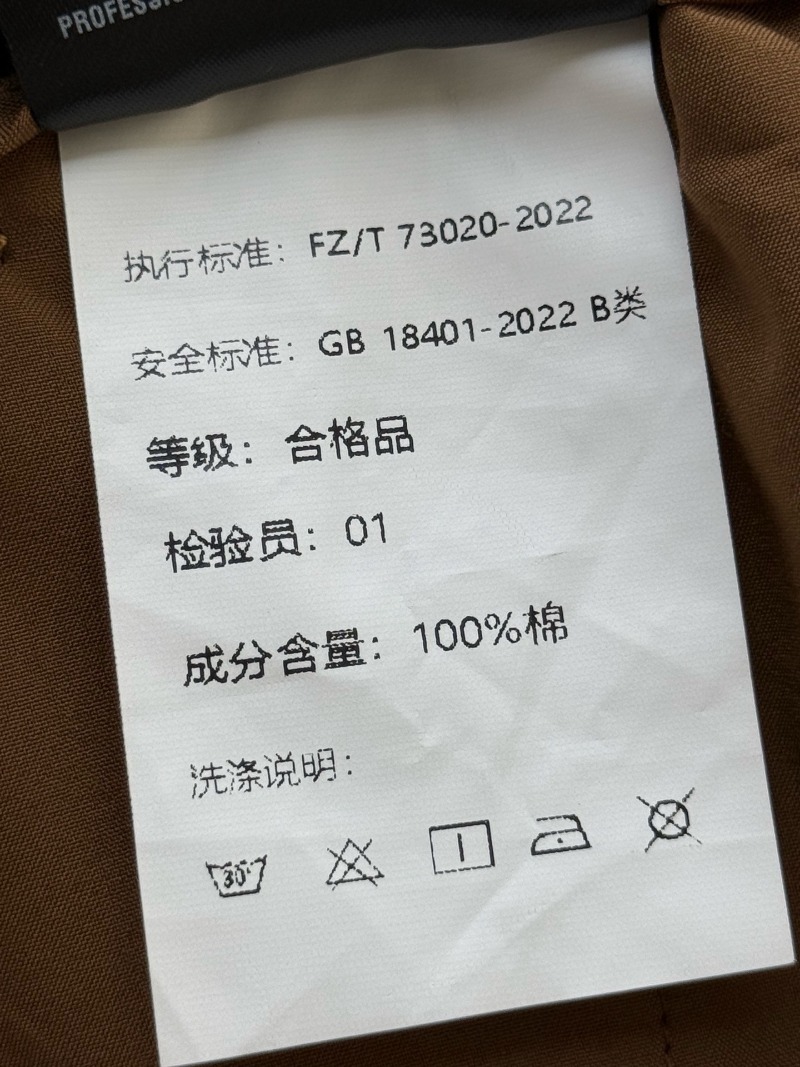 PROFESSIO
执行标准：FZ/T 73020-2022
安全标准：GB 18401-2022 B类
等级：合格品
检验员：01
成分含量：100%棉
洗涤说明：
30°